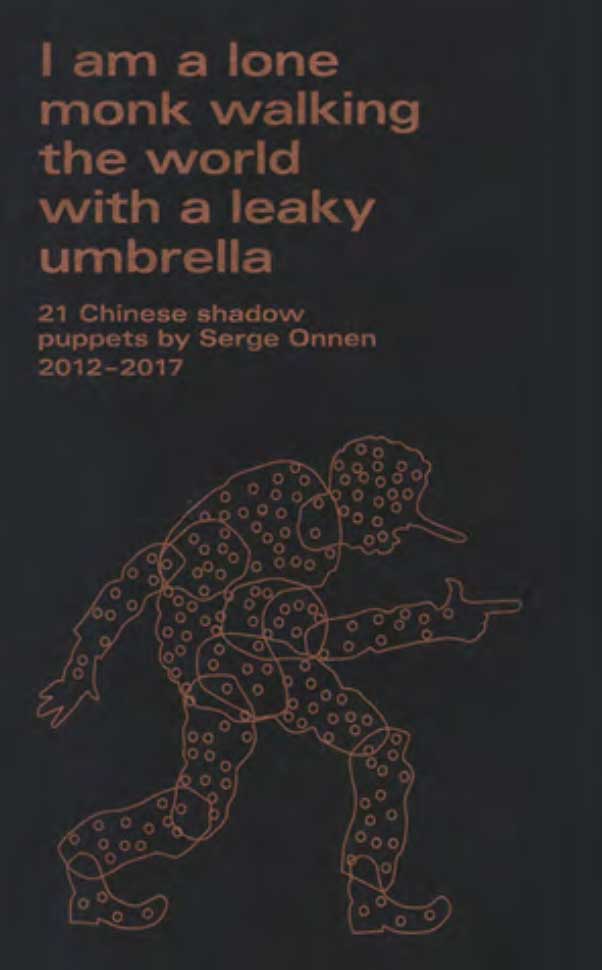 I am a lone
monk walking
the world
with a leaky
umbrella
21 Chinese shadow
puppets by Serge Onnen
2012–2017